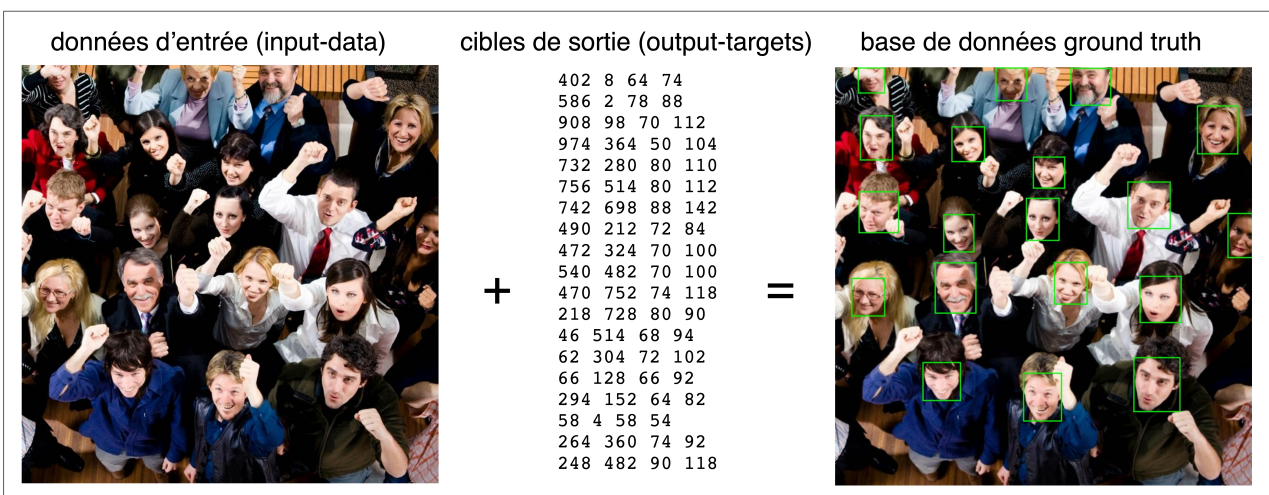 données d'entrée (input-data)
cibles de sortie (output-targets)
base de données ground truth
402 8 64 74
586 2 78 88
908 98 70 112
974 364 50 104
732 280 80 110
756 514 80 112
742 698 88 142
490 212 72 84
472 324 70 100
540 482 70 100
470 752 74 118
218 728 80 90
46 514 68 94
62 304 72 102
66 128 66 92
294 152 64 82
58 4 58 54
264 360 74 92
248 482 90 118
+
=